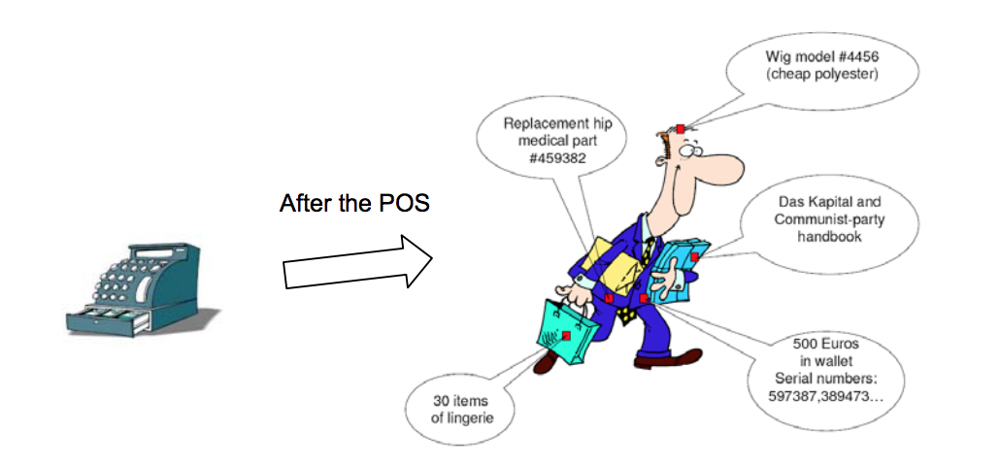 Wig model #4456
(cheap polyester)
Replacement hip
medical part
#459382
After the POS
Das Kapital and
Communist-party
handbook
500 Euros
in wallet
Serial numbers:
597387,389473…
30 items
of lingerie